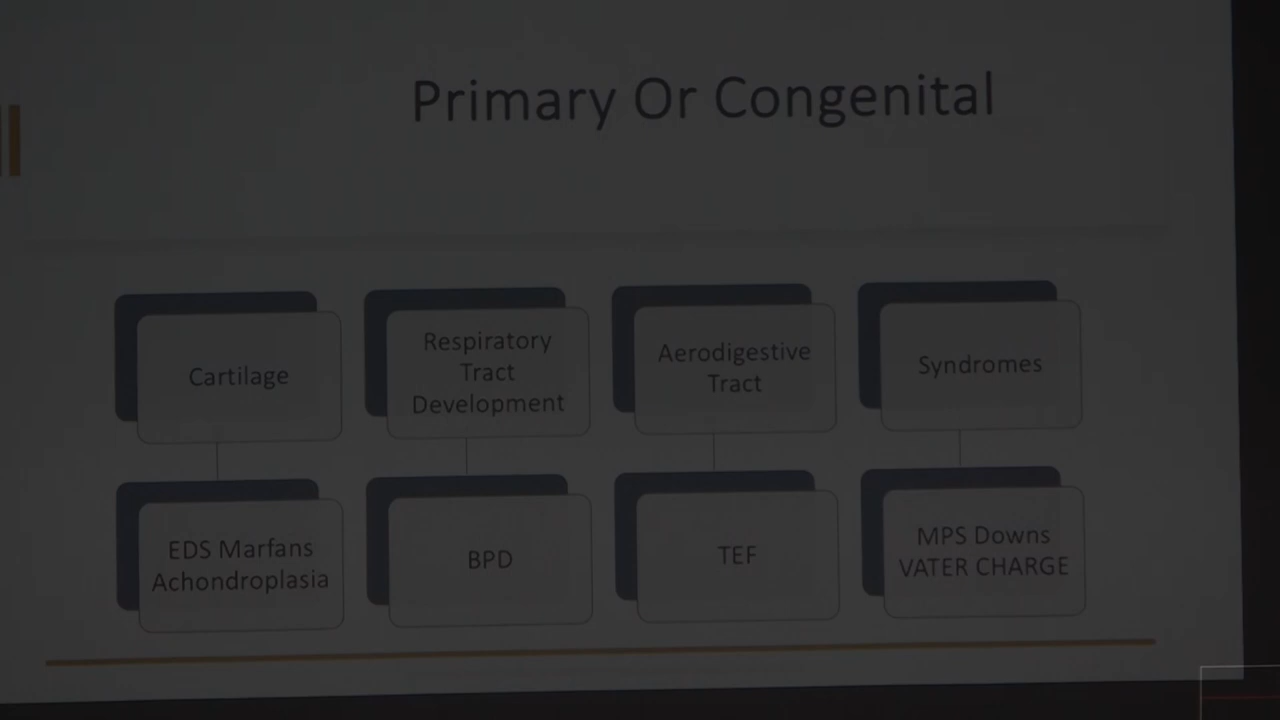 Primary Or Congenital
Cartilage
Respiratory
Tract
Development
Aerodigestive
Tract
Syndromes
EDS Marfans
Achondroplasia
BPD
TEF
MPS Downs
VATER CHARGE